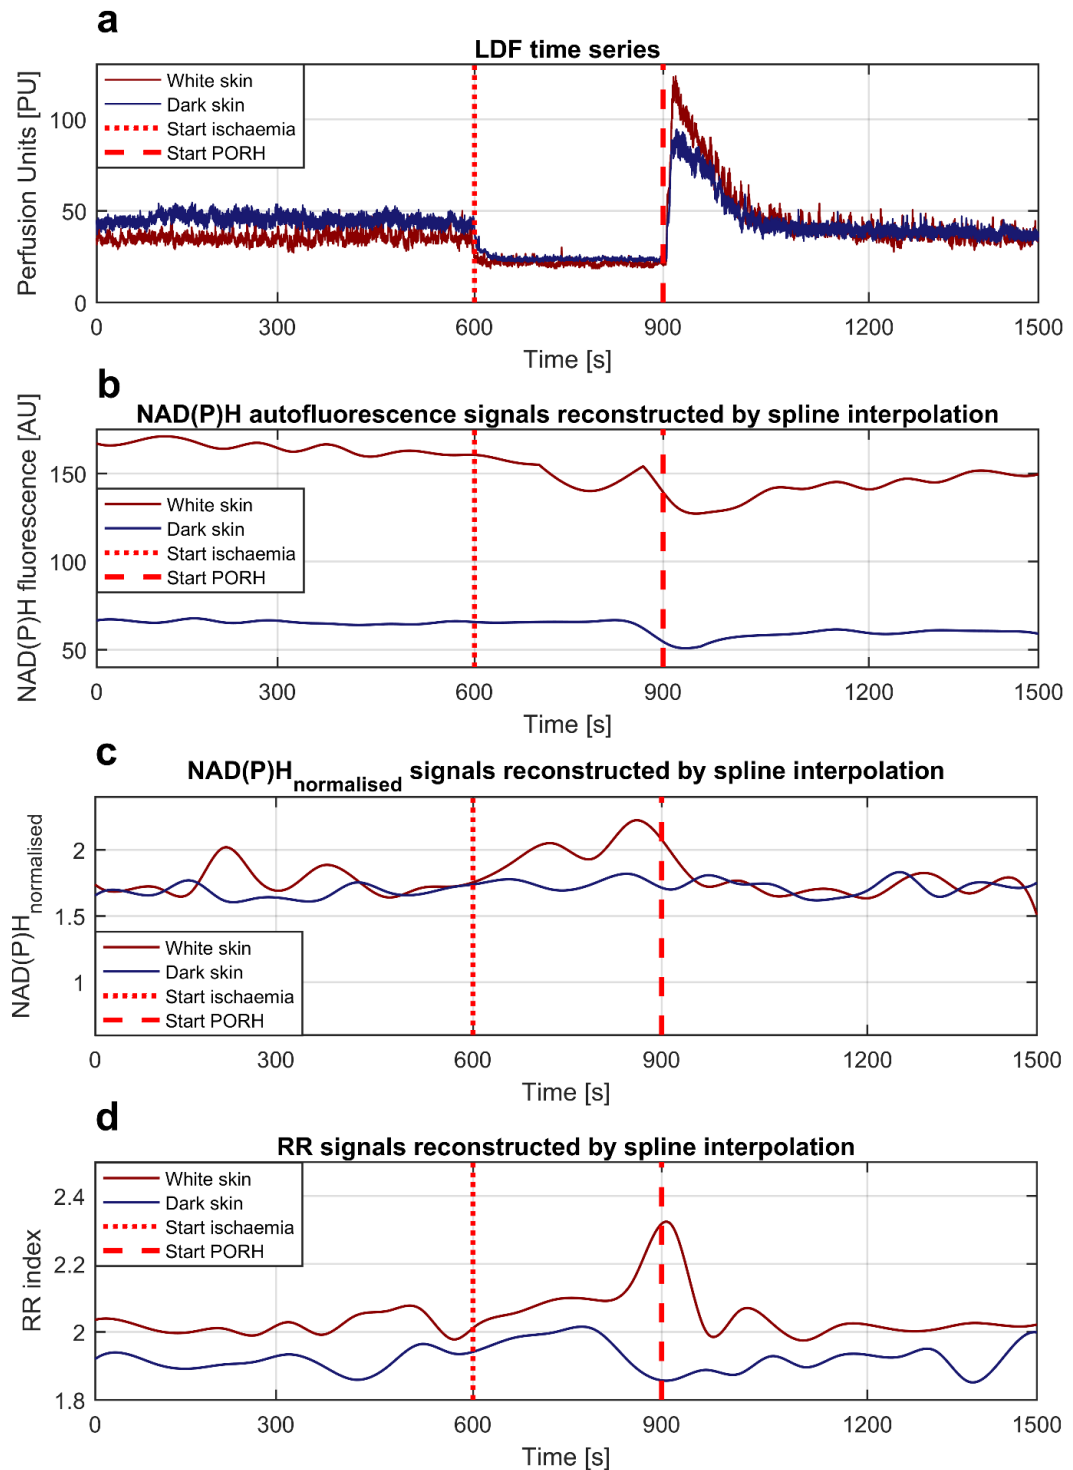 a
LDF time series
Perfusion Units [PU]
100
50
0
White skin
Dark skin
Start ischaemia
Start PORH
0 300 600 900 1200 1500
Time [s]
b
NAD(P)H autofluorescence signals reconstructed by spline interpolation
NAD(P)H fluorescence [AU]
150
100
50
White skin
Dark skin
Start ischaemia
Start PORH
0 300 600 900 1200 1500
Time [s]
c
NAD(P)Hnormalised signals reconstructed by spline interpolation
NAD(P)Hnormalised
2
1.5
1
White skin
Dark skin
Start ischaemia
Start PORH
0 300 600 900 1200 1500
Time [s]
d
RR signals reconstructed by spline interpolation
RR index
2.4
2.2
2
1.8
White skin
Dark skin
Start ischaemia
Start PORH
0 300 600 900 1200 1500
Time [s]